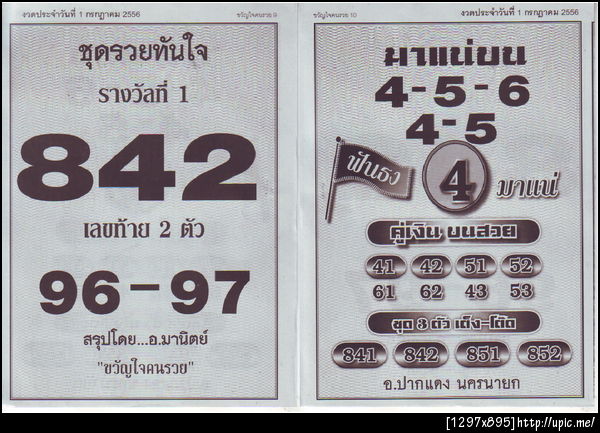 งวดประจำวันที่ 1 กรกฎาคม 2556
ขวัญใจคนรวย 9
ชุดรวยทันใจ
รางวัลที่ 1
842
เลขท้าย 2 ตัว
96-97
สรุปโดย...อ.มานิตย์
"ขวัญใจคนรวย"
ขวัญใจคนรวย 10
งวดประจำวันที่ 1 กรกฎาคม 2556
มาแน่บน
4-5-6
4-5
ฟันธง 4 มาแน่
คู่เงิน บนสวย
41 42 51 52
61 62 43 53
ชุด 3 ตัว เต็ง-โต๊ด
841 842 851 852
อ.ปากแดง นครนายก
[1297x895]http://upic.me/